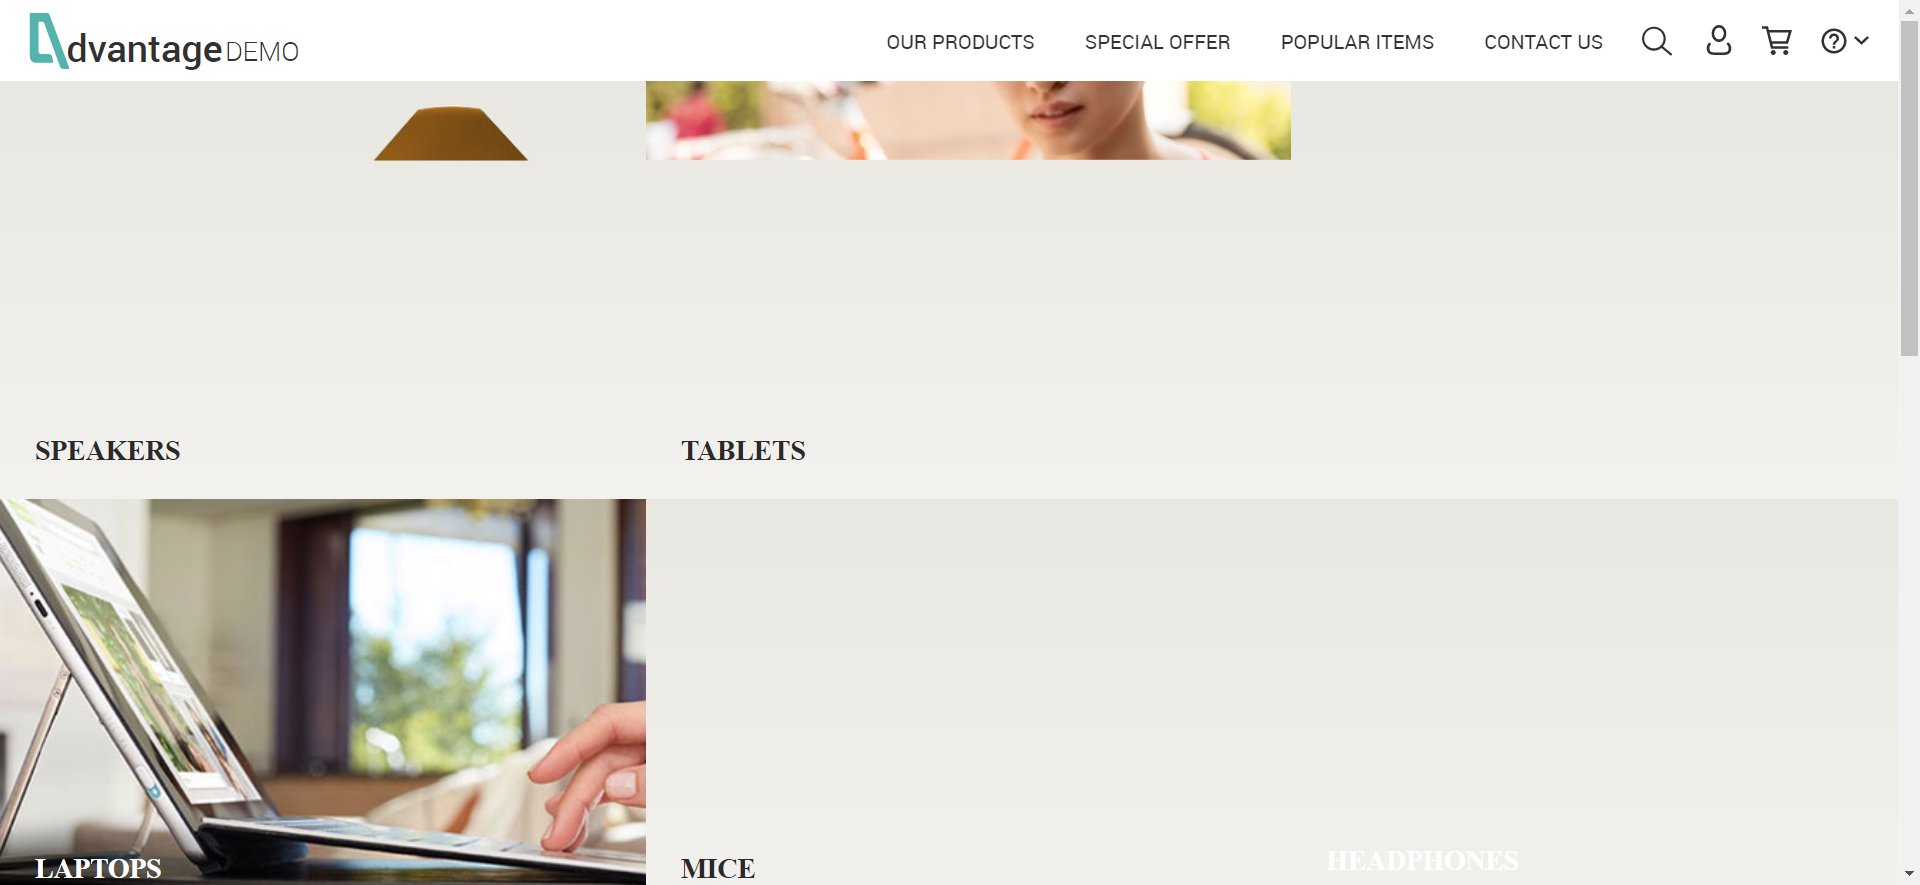 dvantage DEMO
OUR PRODUCTS
SPECIAL OFFER
POPULAR ITEMS
CONTACT US
SPEAKERS
TABLETS
LAPTOPS
MICE
HEADPHONES